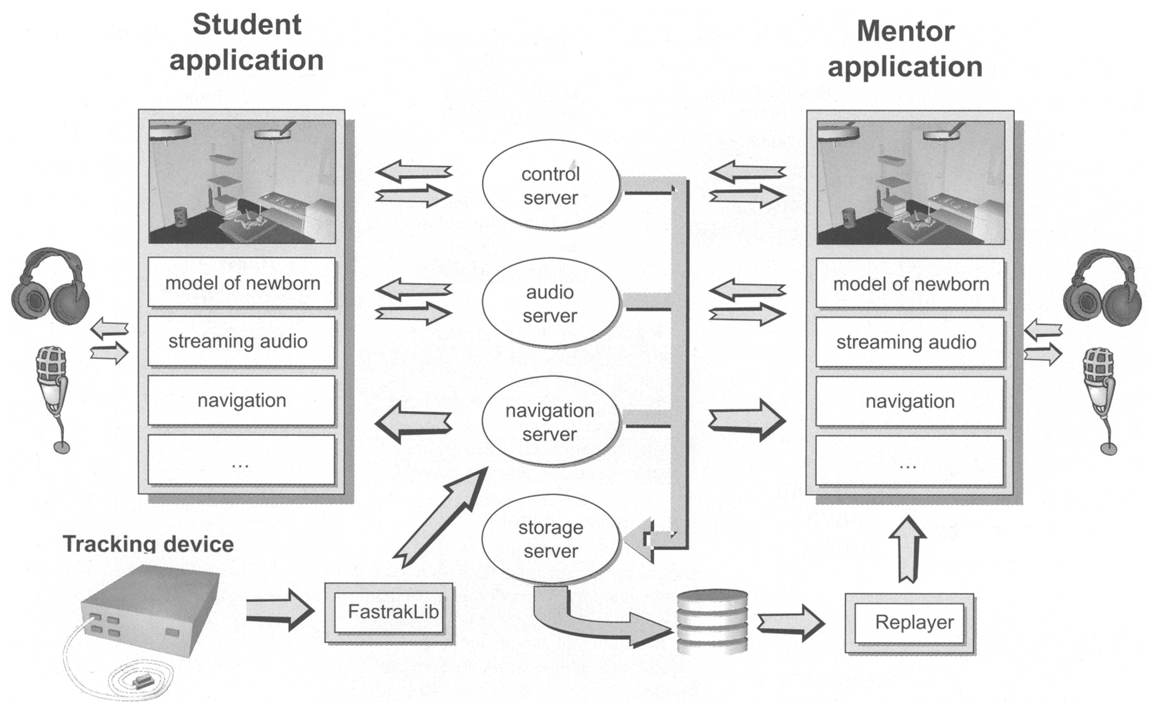 Student
application
Mentor
application
control
server
model of newborn
audio
server
model of newborn
streaming audio
streaming audio
navigation
navigation
server
navigation
...
...
storage
server
Tracking device
FastrakLib
Replayer